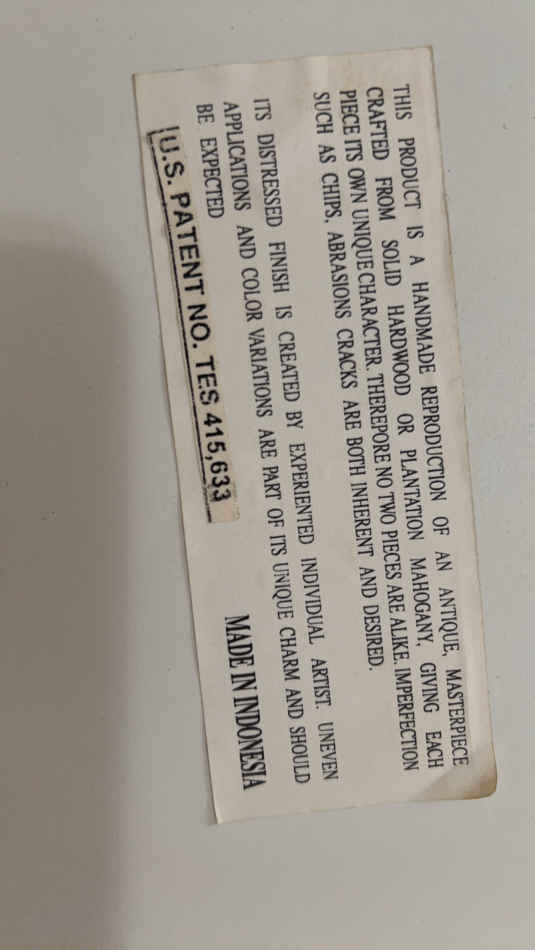 THIS PRODUCT IS A HANDMADE REPRODUCTION OF AN ANTIQUE, MASTERPIECE
CRAFTED FROM SOLID HARDWOOD OR PLANTATION MAHOGANY, GIVING EACH
PIECE ITS OWN UNIQUE CHARACTER. THEREPORE NO TWO PIECES ARE ALIKE. IMPERFECTION
SUCH AS CHIPS, ABRASIONS CRACKS ARE BOTH INHERENT AND DESIRED.
ITS DISTRESSED FINISH IS CREATED BY EXPERIENTED INDIVIDUAL ARTIST. UNEVEN
APPLICATIONS AND COLOR VARIATIONS ARE PART OF ITS UNIQUE CHARM AND SHOULD
BE EXPECTED
U.S. PATENT NO. TES 415,633
MADE IN INDONESIA